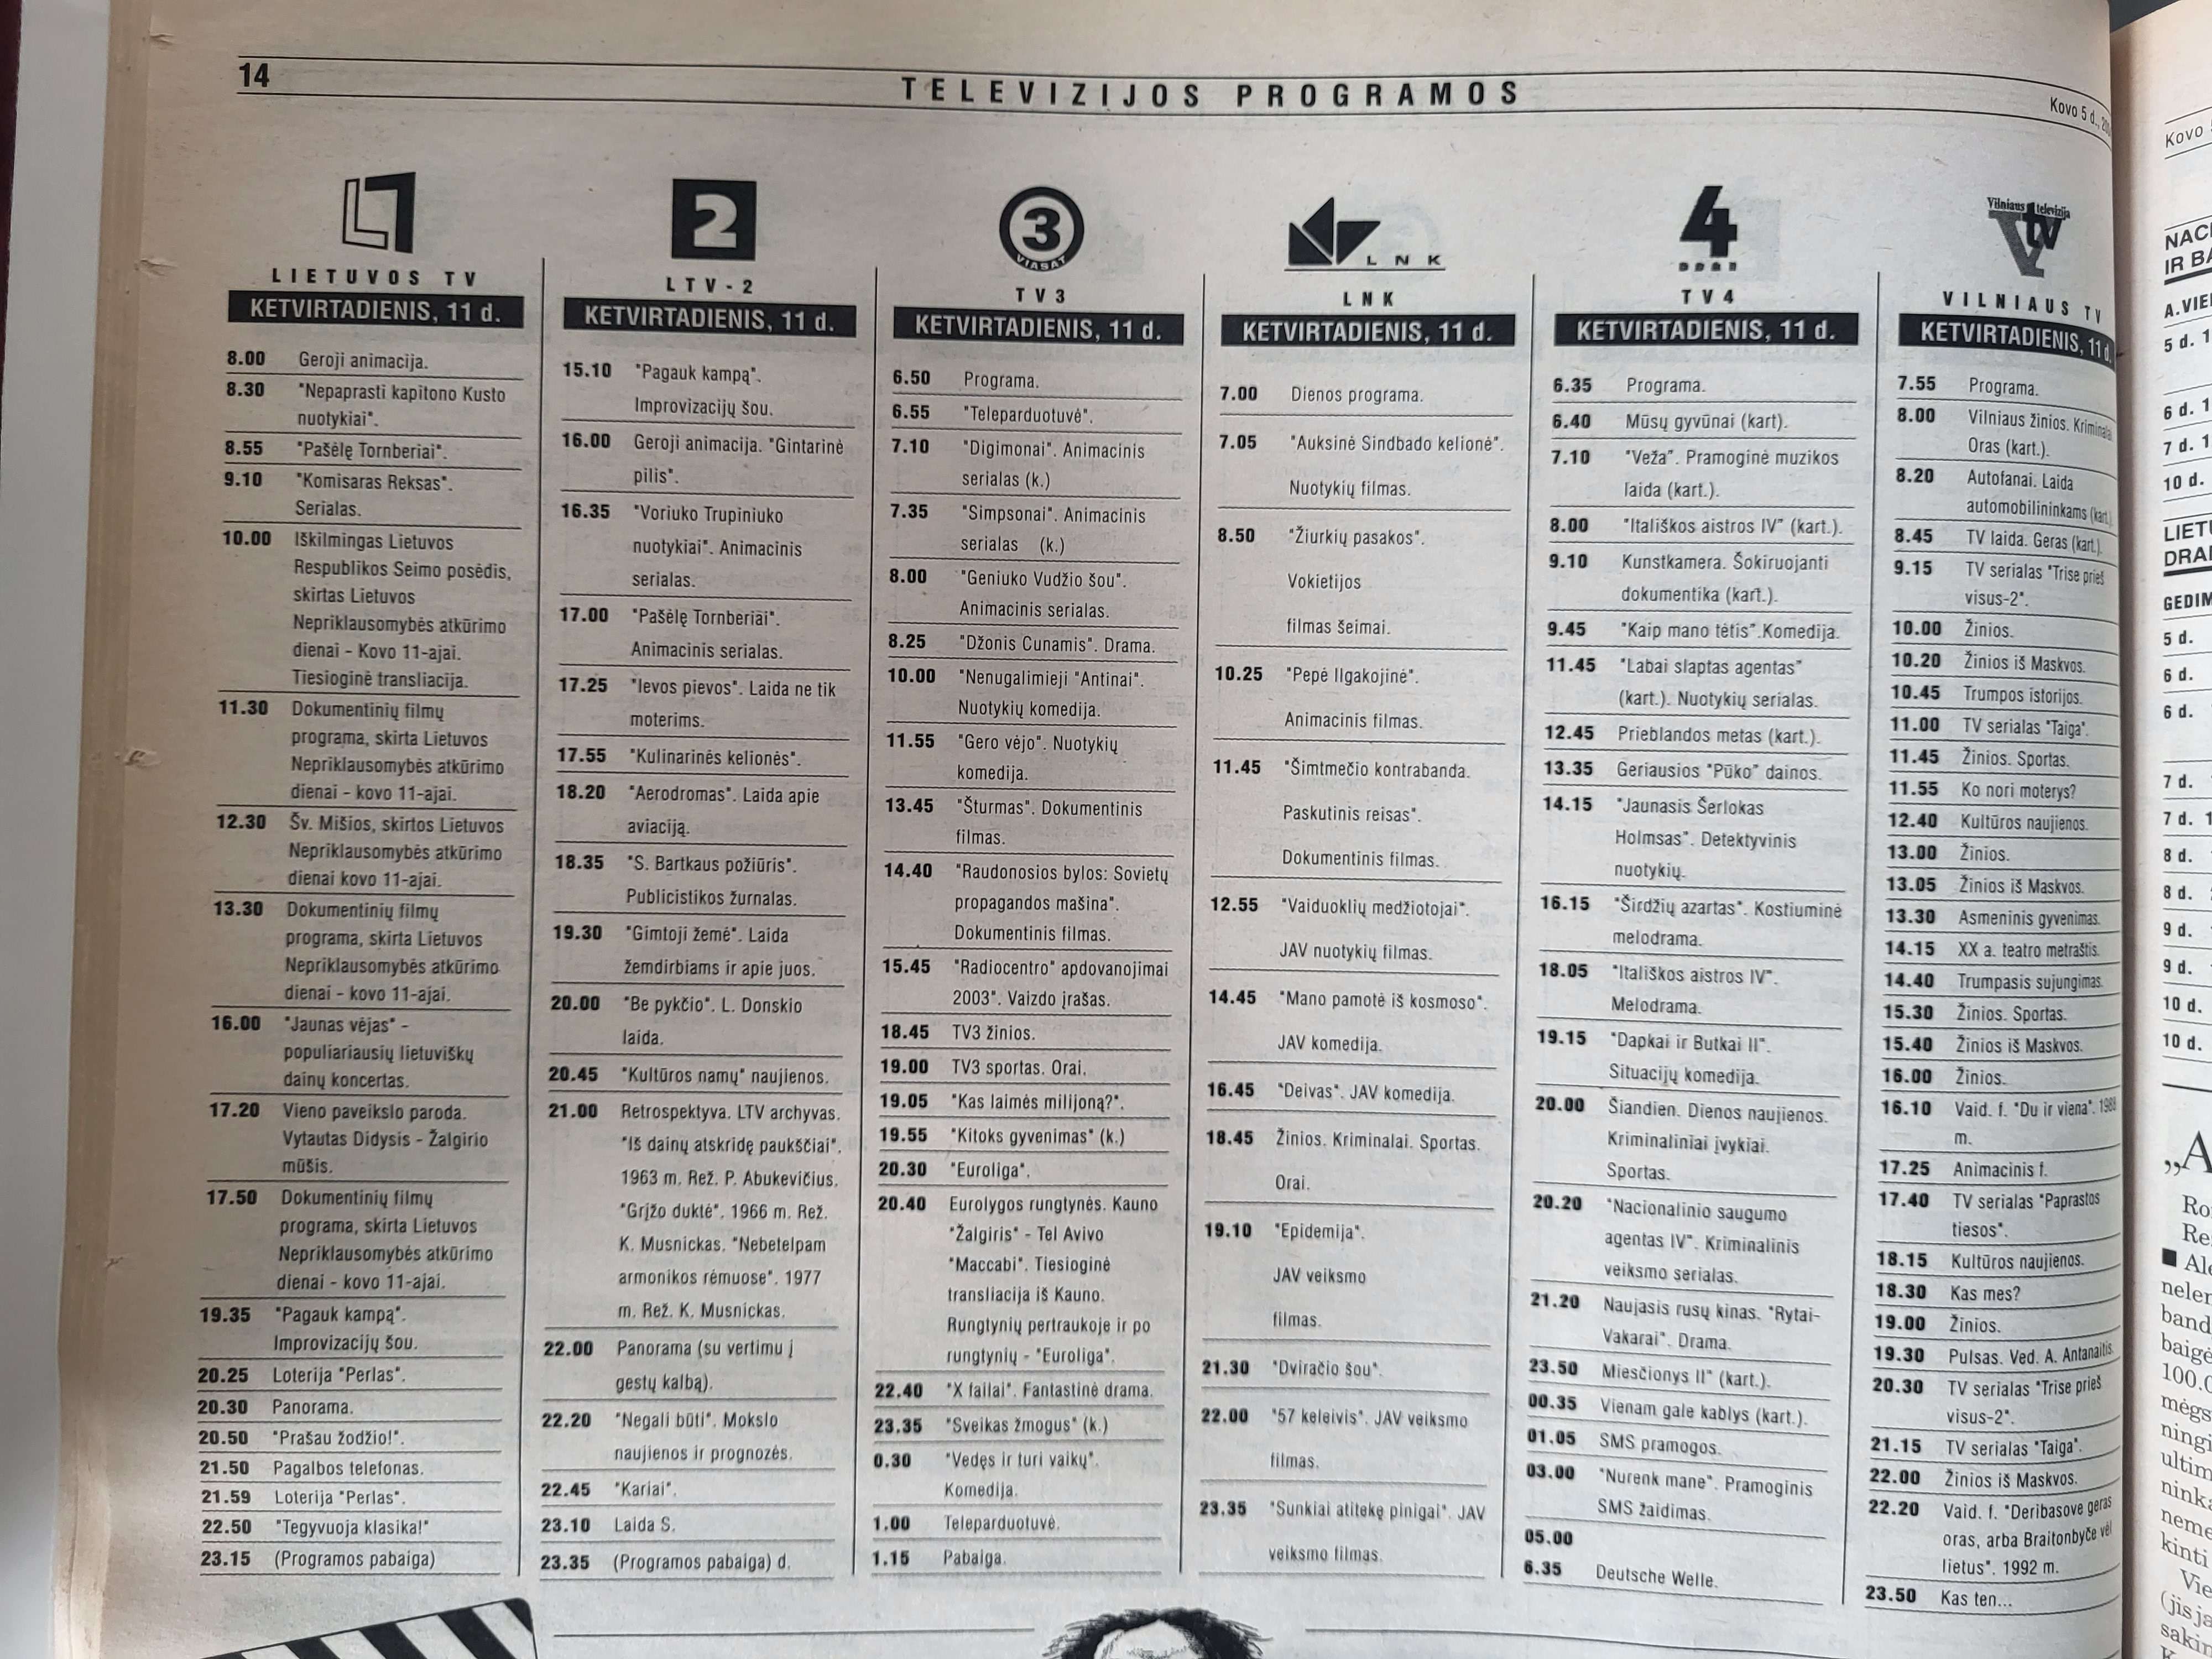 14
TELEVIZIJOS PROGRAMOS
Kovo 5 d.,
LIETUVOS TV
KETVIRTADIENIS, 11 d.
8.00 Geroji animacija.
8.30 "Nepaprasti kapitono Kusto
nuotykiai".
8.55 "Pašėlę Tornberiai".
9.10 "Komisaras Reksas".
Serialas.
10.00 Iškilmingas Lietuvos
Respublikos Seimo posėdis,
skirtas Lietuvos
Nepriklausomybės atkūrimo
dienai - Kovo 11-ajai.
Tiesioginė transliacija.
11.30 Dokumentinių filmų
programa, skirta Lietuvos
Nepriklausomybės atkūrimo
dienai - kovo 11-ajai.
12.30 Šv. Mišios, skirtos Lietuvos
Nepriklausomybės atkūrimo
dienai kovo 11-ajai.
13.30 Dokumentinių filmų
programa, skirta Lietuvos
Nepriklausomybės atkūrimo
dienai - kovo 11-ajai.
16.00 "Jaunas vėjas" -
populiariausių lietuviškų
dainų koncertas.
17.20 Vieno paveikslo paroda.
Vytautas Didysis - Žalgirio
mūšis.
17.50 Dokumentinių filmų
programa, skirta Lietuvos
Nepriklausomybės atkūrimo
dienai - kovo 11-ajai.
19.35 "Pagauk kampą".
Improvizacijų šou.
20.25 Loterija "Perlas".
20.30 Panorama.
20.50 "Prašau žodžio!".
21.50 Pagalbos telefonas.
21.59 Loterija "Perlas".
22.50 "Tegyvuoja klasika!"
23.15 (Programos pabaiga)
2
LTV-2
KETVIRTADIENIS, 11 d.
15.10 "Pagauk kampą".
Improvizacijų šou.
16.00 Geroji animacija. "Gintarinė
pilis".
16.35 "Voriuko Trupiniuko
nuotykiai". Animacinis
serialas.
17.00 "Pašėlę Tornberiai".
Animacinis serialas.
17.25 "Ievos pievos". Laida ne tik
moterims.
17.55 "Kulinarinės kelionės".
18.20 "Aerodromas". Laida apie
aviaciją.
18.35 "S. Bartkaus požiūris".
Publicistikos žurnalas.
19.30 "Gimtoji žemė". Laida
žemdirbiams ir apie juos.
20.00 "Be pykčio". L. Donskio
laida.
20.45 "Kultūros namų" naujienos.
21.00 Retrospektyva. LTV archyvas.
"Iš dainų atskridę paukščiai".
1963 m. Rež. P. Abukevičius.
"Grįžo duktė". 1966 m. Rež.
K. Musnickas. "Nebetelpam
armonikos rėmuose". 1977
m. Rež. K. Musnickas.
22.00 Panorama (su vertimu į
gestų kalbą).
22.20 "Negali būti". Mokslo
naujienos ir prognozės.
22.45 "Kariai".
23.10 Laida S.
23.35 (Programos pabaiga) d.
3
VIASAT
TV3
KETVIRTADIENIS, 11 d.
6.50 Programa.
6.55 "Teleparduotuvė".
7.10 "Digimonai". Animacinis
serialas (k.)
7.35 "Simpsonai". Animacinis
serialas (k.)
8.00 "Geniuko Vudžio šou".
Animacinis serialas.
8.25 "Džonis Cunamis". Drama.
10.00 "Nenugalimieji "Antinai".
Nuotykių komedija.
11.55 "Gero vėjo". Nuotykių
komedija.
13.45 "Šturmas". Dokumentinis
filmas.
14.40 "Raudonosios bylos: Sovietų
propagandos mašina".
Dokumentinis filmas.
15.45 "Radiocentro" apdovanojimai
2003". Vaizdo įrašas.
18.45 TV3 žinios.
19.00 TV3 sportas. Orai.
19.05 "Kas laimės milijoną?".
19.55 "Kitoks gyvenimas" (k.)
20.30 "Euroliga".
20.40 Eurolygos rungtynės. Kauno
"Žalgiris" - Tel Avivo
"Maccabi". Tiesioginė
transliacija iš Kauno.
Rungtynių pertraukoje ir po
rungtynių - "Euroliga".
22.40 "X failai". Fantastinė drama.
23.35 "Sveikas žmogus" (k.)
0.30 "Vedęs ir turi vaikų".
Komedija.
1.00 Teleparduotuvė.
1.15 Pabaiga.
LNK
LNK
KETVIRTADIENIS, 11 d.
7.00 Dienos programa.
7.05 "Auksinė Sindbado kelionė".
Nuotykių filmas.
8.50 "Žiurkių pasakos".
Vokietijos
filmas šeimai.
10.25 "Pepė Ilgakojinė".
Animacinis filmas.
11.45 "Šimtmečio kontrabanda.
Paskutinis reisas".
Dokumentinis filmas.
12.55 "Vaiduoklių medžiotojai".
JAV nuotykių filmas.
14.45 "Mano pamotė iš kosmoso".
JAV komedija.
16.45 "Deivas". JAV komedija.
18.45 Žinios. Kriminalai. Sportas.
Orai.
19.10 "Epidemija".
JAV veiksmo
filmas.
21.30 "Dviračio šou".
22.00 "57 keleivis". JAV veiksmo
filmas.
23.35 "Sunkiai atitekę pinigai". JAV
veiksmo filmas.
4
TV4
KETVIRTADIENIS, 11 d.
6.35 Programa.
6.40 Mūsų gyvūnai (kart).
7.10 "Veža". Pramoginė muzikos
laida (kart.).
8.00 "Itališkos aistros IV" (kart.).
9.10 Kunstkamera. Šokiruojanti
dokumentika (kart.).
9.45 "Kaip mano tėtis".Komedija.
11.45 "Labai slaptas agentas"
(kart.). Nuotykių serialas.
12.45 Prieblandos metas (kart.).
13.35 Geriausios "Pūko" dainos.
14.15 "Jaunasis Šerlokas
Holmsas". Detektyvinis
nuotykių.
16.15 "Širdžių azartas". Kostiuminė
melodrama.
18.05 "Itališkos aistros IV".
Melodrama.
19.15 "Dapkai ir Butkai II".
Situacijų komedija.
20.00 Šiandien. Dienos naujienos.
Kriminaliniai įvykiai.
Sportas.
20.20 "Nacionalinio saugumo
agentas IV". Kriminalinis
veiksmo serialas.
21.20 Naujasis rusų kinas. "Rytai-
Vakarai". Drama.
23.50 Miesčionys II" (kart.).
00.35 Vienam gale kablys (kart.).
01.05 SMS pramogos.
03.00 "Nurenk mane". Pramoginis
SMS žaidimas.
05.00
6.35 Deutsche Welle.
Vilniaus televizija
Vtv
VILNIAUS TV
KETVIRTADIENIS, 11 d.
7.55 Programa.
8.00 Vilniaus žinios. Kriminalai.
Oras (kart.).
8.20 Autofanai. Laida
automobilininkams (kart.).
8.45 TV laida. Geras (kart.).
9.15 TV serialas "Trise prieš
visus-2".
10.00 Žinios.
10.20 Žinios iš Maskvos.
10.45 Trumpos istorijos.
11.00 TV serialas "Taiga".
11.45 Žinios. Sportas.
11.55 Ko nori moterys?
12.40 Kultūros naujienos.
13.00 Žinios.
13.05 Žinios iš Maskvos.
13.30 Asmeninis gyvenimas.
14.15 XX a. teatro metraštis.
14.40 Trumpasis sujungimas.
15.30 Žinios. Sportas.
15.40 Žinios iš Maskvos.
16.00 Žinios.
16.10 Vaid. f. "Du ir viena".
m.
17.25 Animacinis f.
17.40 TV serialas "Paprastos
tiesos".
18.15 Kultūros naujienos.
18.30 Kas mes?
19.00 Žinios.
19.30 Pulsas. Ved. A. Antanaitis.
20.30 TV serialas "Trise prieš
visus-2".
21.15 TV serialas "Taiga".
22.00 Žinios iš Maskvos.
22.20 Vaid. f. "Deribasove geras
oras, arba Braitonbyče vėl
lietus". 1992 m.
23.50 Kas ten...
Kovo
IR
5 d.
6 d.
7 d.
10 d.
5 d.
6 d.
6 d.
7 d.
7 d.
8 d.
8 d.
9 d.
9 d.
10 d.
10 d.